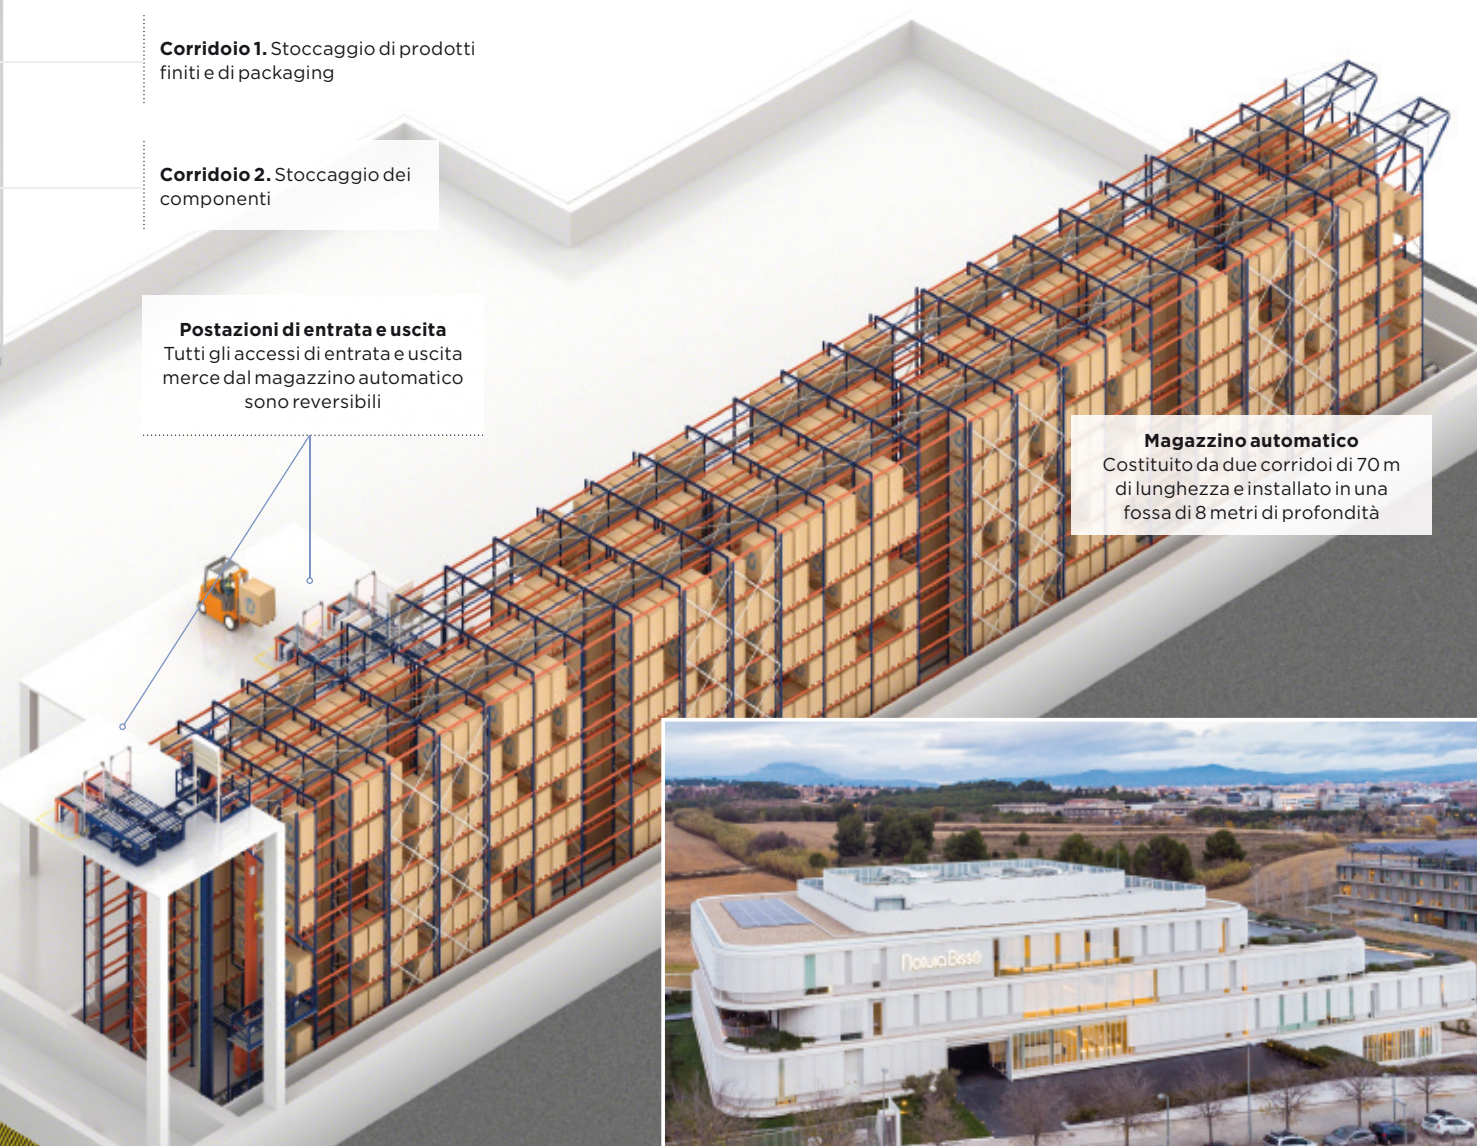 Corridoio 1. Stoccaggio di prodotti
finiti e di packaging
Corridoio 2. Stoccaggio dei
componenti
Postazioni di entrata e uscita
Tutti gli accessi di entrata e uscita
merce dal magazzino automatico
sono reversibili
Magazzino automatico
Costituito da due corridoi di 70 m
di lunghezza e installato in una
fossa di 8 metri di profondità
Natura Bissé